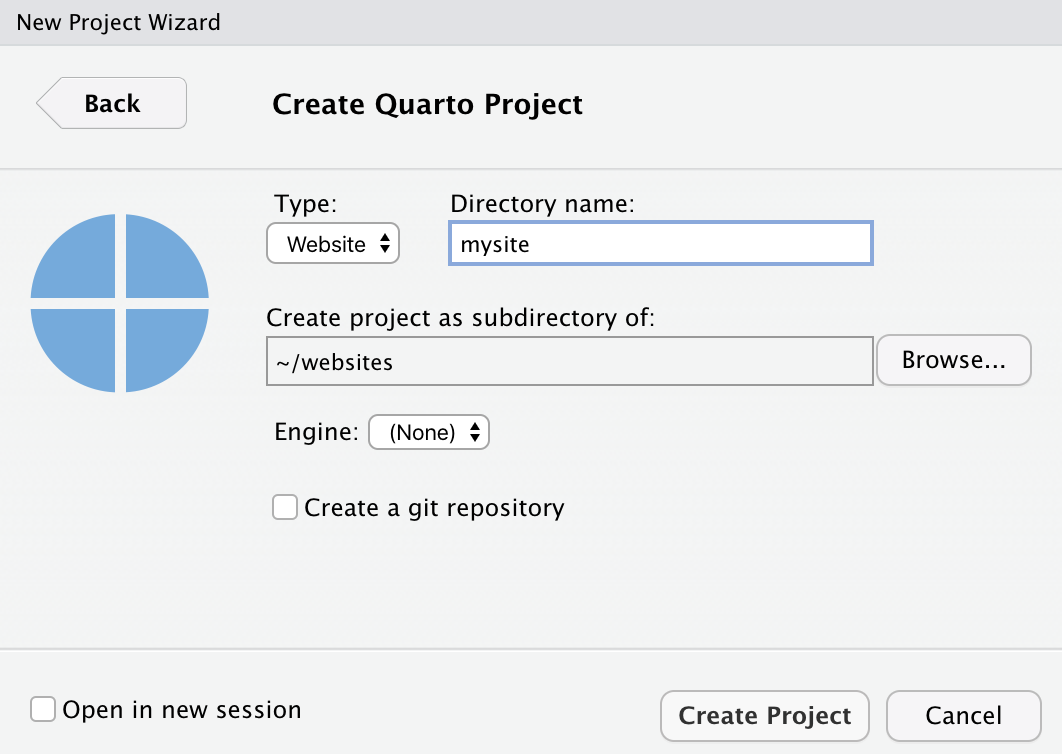 New Project Wizard
Back
Create Quarto Project
Type: Directory name:
Website mysite
Create project as subdirectory of:
~/websites Browse...
Engine: (None)
Create a git repository
Open in new session Create Project Cancel